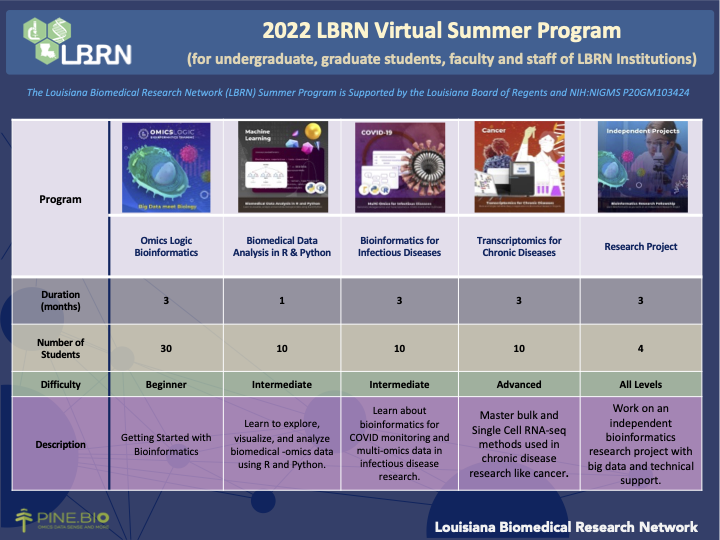 LBRN
2022 LBRN Virtual Summer Program
(for undergraduate, graduate students, faculty and staff of LBRN Institutions)
The Louisiana Biomedical Research Network (LBRN) Summer Program is Supported by the Louisiana Board of Regents and NIH:NIGMS P20GM103424
Program
OMICSLOGIC
Big Data meet Biology
Machine
Learning
Biomedical Data Analysis in R and Python
COVID-19
Multi-Omics for Infectious Diseases
Cancer
Transcriptomics for Chronic Diseases
Independent Projects
Bioinformatics Research Fellowship
Omics Logic
Bioinformatics
Biomedical Data
Analysis in R & Python
Bioinformatics for
Infectious Diseases
Transcriptomics for
Chronic Diseases
Research Project
Duration
(months)
3
1
3
3
3
Number of
Students
30
10
10
10
4
Difficulty
Beginner
Intermediate
Intermediate
Advanced
All Levels
Description
Getting Started with
Bioinformatics
Learn to explore,
visualize, and analyze
biomedical -omics data
using R and Python.
Learn about
bioinformatics for
COVID monitoring and
multi-omics data in
infectious disease
research.
Master bulk and
Single Cell RNA-seq
methods used in
chronic disease
research like cancer.
Work on an
independent
bioinformatics
research project with
big data and technical
support.
PINE.BIO
OMICS DATA SENSE AND MORE
Louisiana Biomedical Research Network